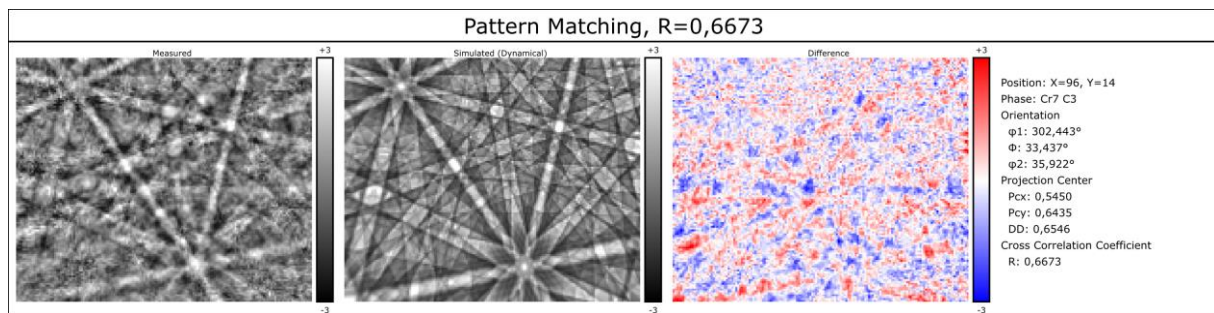 Pattern Matching, R=0,6673
Measured
+3
-3
Simulated (Dynamical)
+3
-3
Difference
+3
-3
Position: X=96, Y=14
Phase: Cr7 C3
Orientation
φ1: 302,443°
Φ: 33,437°
φ2: 35,922°
Projection Center
Pcx: 0,5450
Pcy: 0,6435
DD: 0,6546
Cross Correlation Coefficient
R: 0,6673